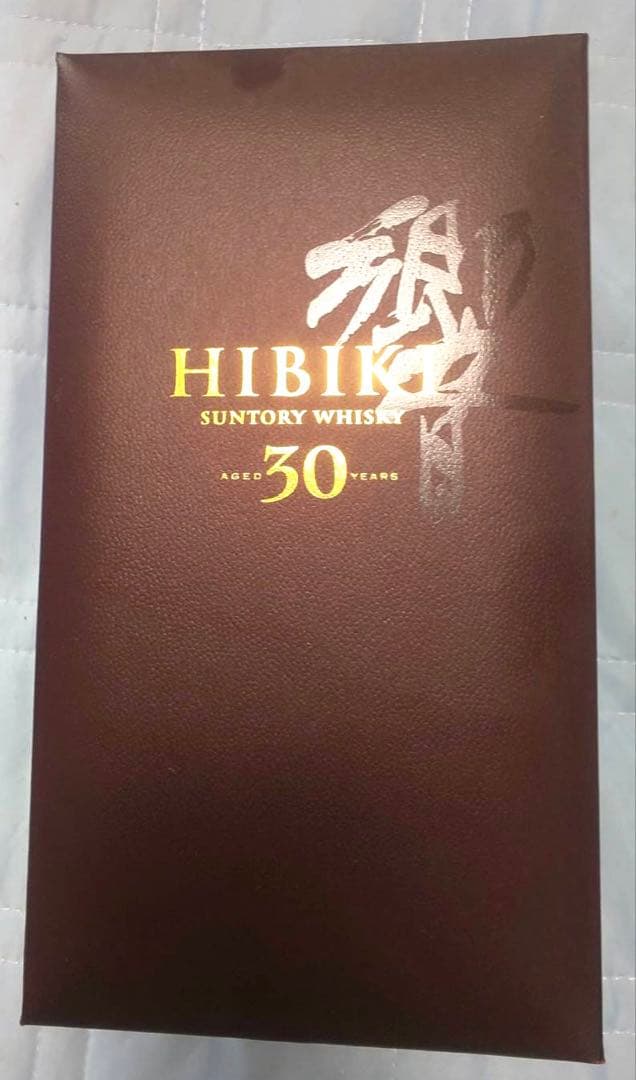 響
HIBIKI
SUNTORY WHISKY
AGED 30 YEARS